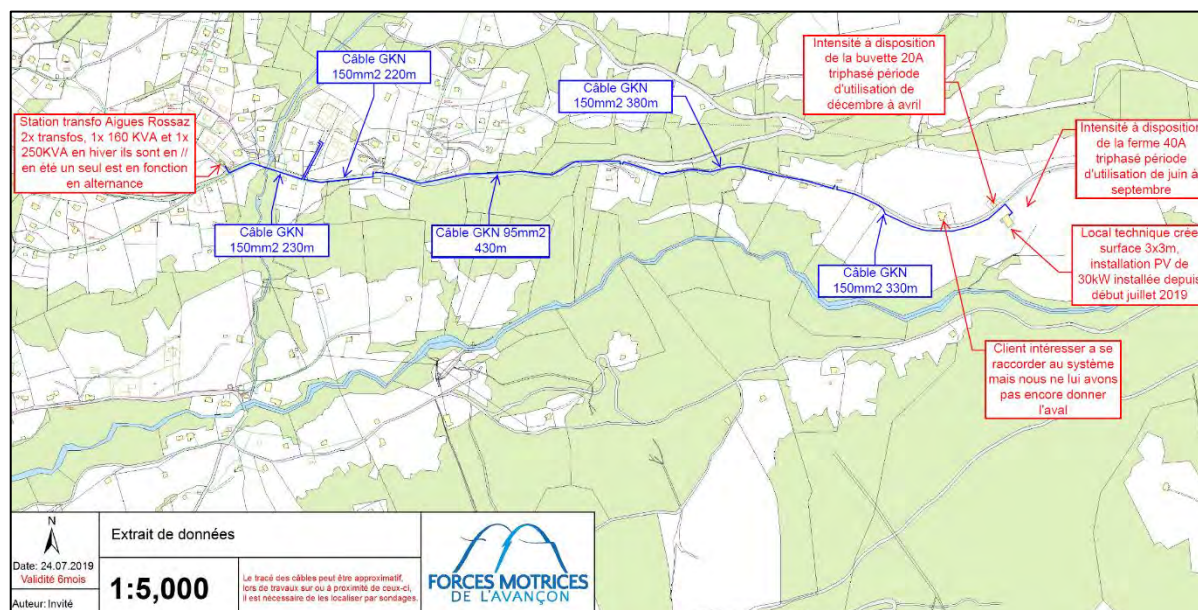 Câble GKN
150mm2 220m
Câble GKN
150mm2 380m
Intensité à disposition
de la buvette 20A
triphasé période
d'utilisation de
décembre à avril
Station transfo Aigues Rossaz
2x transfos, 1x 160 KVA et 1x
250KVA en hiver ils sont en //
en été un seul est en fonction
en alternance
Intensité à disposition
de la ferme 40A
triphasé période
d'utilisation de juin à
septembre
Câble GKN
150mm2 230m
Câble GKN 95mm2
430m
Câble GKN
150mm2 330m
Local technique crée
surface 3x3m,
installation PV de
30kW installée depuis
début juillet 2019
Client intéresser a se
raccorder au système
mais nous ne lui avons
pas encore donner
l'aval
N
Date: 24.07.2019
Validité 6mois
Auteur: Invité
Extrait de données
1:5,000
Le tracé des câbles peut être approximatif,
lors de travaux sur ou à proximité de ceux-ci,
il est nécessaire de les localiser par sondages.
FORCES MOTRICES
DE L'AVANÇON